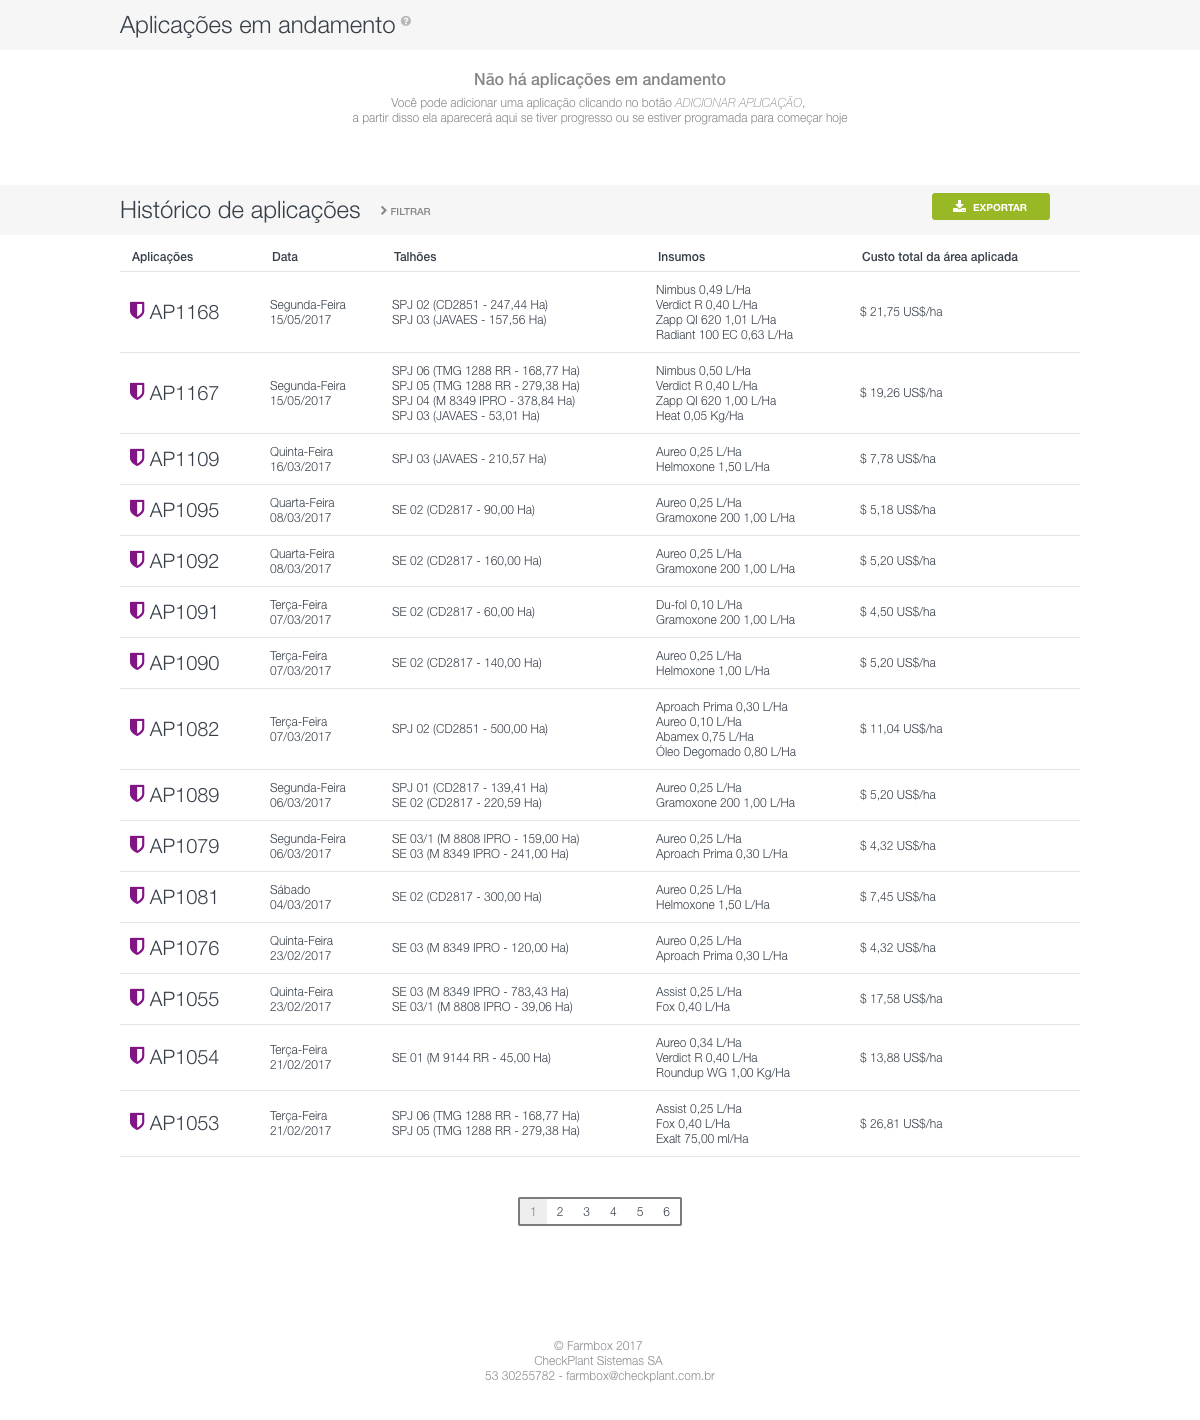 Aplicações em andamento ?
Não há aplicações em andamento
Você pode adicionar uma aplicação clicando no botão ADICIONAR APLICAÇÃO,
a partir disso ela aparecerá aqui se tiver progresso ou se estiver programada para começar hoje
Histórico de aplicações FILTRAR EXPORTAR
Aplicações Data Talhões Insumos Custo total da área aplicada
AP1168
Segunda-Feira
15/05/2017
SPJ 02 (CD2851 - 247,44 Ha)
SPJ 03 (JAVAES - 157,56 Ha)
Nimbus 0,49 L/Ha
Verdict R 0,40 L/Ha
Zapp QI 620 1,01 L/Ha
Radiant 100 EC 0,63 L/Ha
$ 21,75 US$/ha
AP1167
Segunda-Feira
15/05/2017
SPJ 06 (TMG 1288 RR - 168,77 Ha)
SPJ 05 (TMG 1288 RR - 279,38 Ha)
SPJ 04 (M 8349 IPRO - 378,84 Ha)
SPJ 03 (JAVAES - 53,01 Ha)
Nimbus 0,50 L/Ha
Verdict R 0,40 L/Ha
Zapp QI 620 1,00 L/Ha
Heat 0,05 Kg/Ha
$ 19,26 US$/ha
AP1109
Quinta-Feira
16/03/2017
SPJ 03 (JAVAES - 210,57 Ha)
Aureo 0,25 L/Ha
Helmoxone 1,50 L/Ha
$ 7,78 US$/ha
AP1095
Quarta-Feira
08/03/2017
SE 02 (CD2817 - 90,00 Ha)
Aureo 0,25 L/Ha
Gramoxone 200 1,00 L/Ha
$ 5,18 US$/ha
AP1092
Quarta-Feira
08/03/2017
SE 02 (CD2817 - 160,00 Ha)
Aureo 0,25 L/Ha
Gramoxone 200 1,00 L/Ha
$ 5,20 US$/ha
AP1091
Terça-Feira
07/03/2017
SE 02 (CD2817 - 60,00 Ha)
Du-fol 0,10 L/Ha
Gramoxone 200 1,00 L/Ha
$ 4,50 US$/ha
AP1090
Terça-Feira
07/03/2017
SE 02 (CD2817 - 140,00 Ha)
Aureo 0,25 L/Ha
Helmoxone 1,00 L/Ha
$ 5,20 US$/ha
AP1082
Terça-Feira
07/03/2017
SPJ 02 (CD2851 - 500,00 Ha)
Aproach Prima 0,30 L/Ha
Aureo 0,10 L/Ha
Abamex 0,75 L/Ha
Óleo Degomado 0,80 L/Ha
$ 11,04 US$/ha
AP1089
Segunda-Feira
06/03/2017
SPJ 01 (CD2817 - 139,41 Ha)
SE 02 (CD2817 - 220,59 Ha)
Aureo 0,25 L/Ha
Gramoxone 200 1,00 L/Ha
$ 5,20 US$/ha
AP1079
Segunda-Feira
06/03/2017
SE 03/1 (M 8808 IPRO - 159,00 Ha)
SE 03 (M 8349 IPRO - 241,00 Ha)
Aureo 0,25 L/Ha
Aproach Prima 0,30 L/Ha
$ 4,32 US$/ha
AP1081
Sábado
04/03/2017
SE 02 (CD2817 - 300,00 Ha)
Aureo 0,25 L/Ha
Helmoxone 1,50 L/Ha
$ 7,45 US$/ha
AP1076
Quinta-Feira
23/02/2017
SE 03 (M 8349 IPRO - 120,00 Ha)
Aureo 0,25 L/Ha
Aproach Prima 0,30 L/Ha
$ 4,32 US$/ha
AP1055
Quinta-Feira
23/02/2017
SE 03 (M 8349 IPRO - 783,43 Ha)
SE 03/1 (M 8808 IPRO - 39,06 Ha)
Assist 0,25 L/Ha
Fox 0,40 L/Ha
$ 17,58 US$/ha
AP1054
Terça-Feira
21/02/2017
SE 01 (M 9144 RR - 45,00 Ha)
Aureo 0,34 L/Ha
Verdict R 0,40 L/Ha
Roundup WG 1,00 Kg/Ha
$ 13,88 US$/ha
AP1053
Terça-Feira
21/02/2017
SPJ 06 (TMG 1288 RR - 168,77 Ha)
SPJ 05 (TMG 1288 RR - 279,38 Ha)
Assist 0,25 L/Ha
Fox 0,40 L/Ha
Exalt 75,00 ml/Ha
$ 26,81 US$/ha
1 2 3 4 5 6
© Farmbox 2017
CheckPlant Sistemas SA
53 30255782 - farmbox@checkplant.com.br